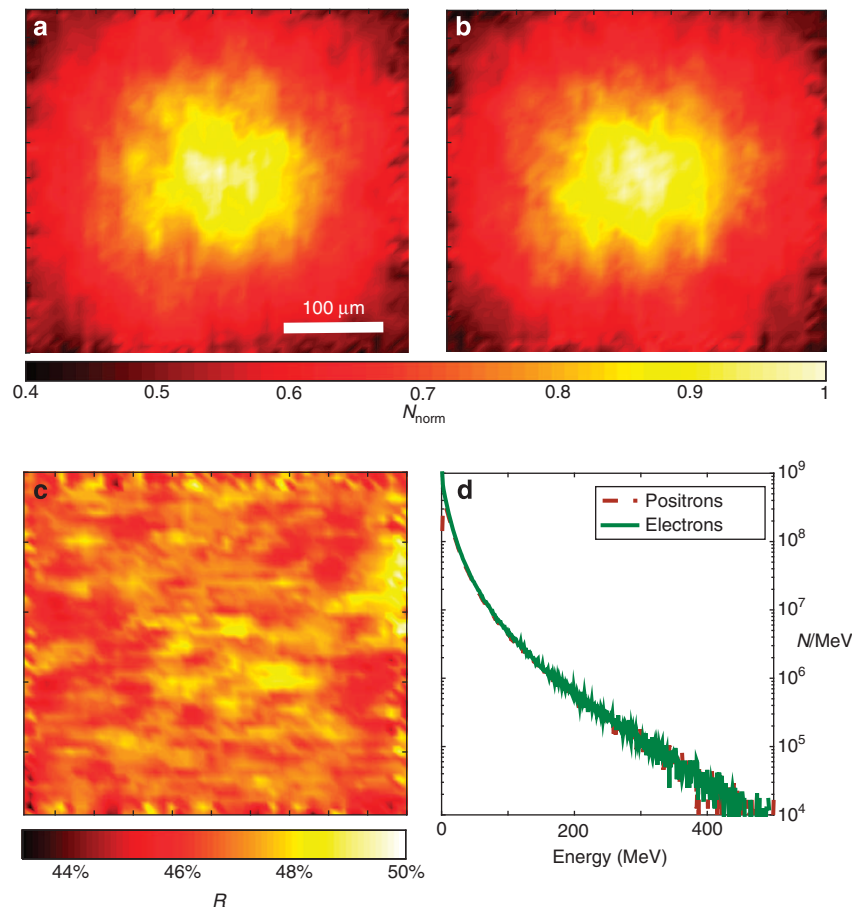 a
b
100 µm
0.4 0.5 0.6 0.7 0.8 0.9 1
N_norm
c
44% 46% 48% 50%
R
d
Positrons
Electrons
10^9
10^8
10^7
N/MeV
10^6
10^5
10^4
0 200 400
Energy (MeV)